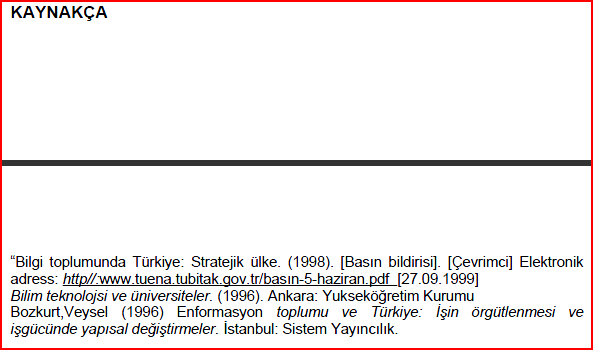 KAYNAKÇA
“Bilgi toplumunda Türkiye: Stratejik ülke. (1998). [Basın bildirisi]. [Çevrimci] Elektronik
adress: http//:www.tuena.tubitak.gov.tr/basın-5-haziran.pdf [27.09.1999]
Bilim teknolojsi ve üniversiteler. (1996). Ankara: Yukseköğretim Kurumu
Bozkurt,Veysel (1996) Enformasyon toplumu ve Türkiye: İşin örgütlenmesi ve
işgücünde yapısal değiştirmeler. İstanbul: Sistem Yayıncılık.